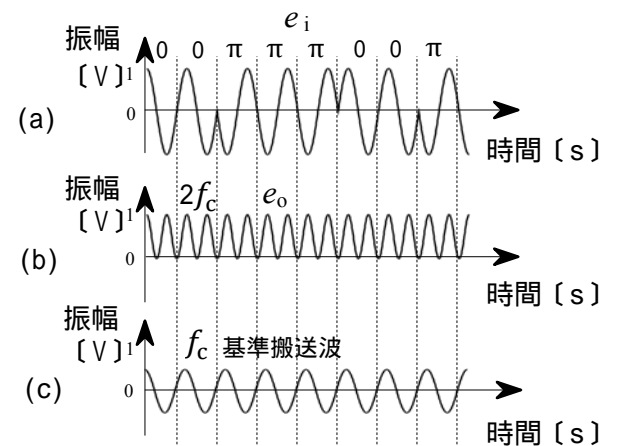 e i
振幅
〔V〕
0 0 π π π 0 0 π
1
0
(a)
時間〔s〕
振幅
〔V〕
1
2fc eo
0
(b)
時間〔s〕
振幅
〔V〕
1
fc 基準搬送波
0
(c)
時間〔s〕